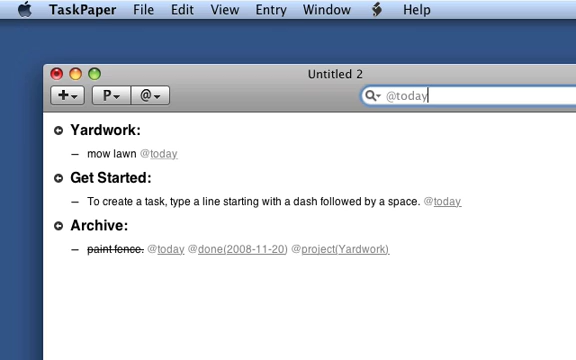 TaskPaper File Edit View Entry Window Help
Untitled 2
P @ @today
Yardwork:
– mow lawn @today
Get Started:
– To create a task, type a line starting with a dash followed by a space. @today
Archive:
– paint fence. @today @done(2008-11-20) @project(Yardwork)